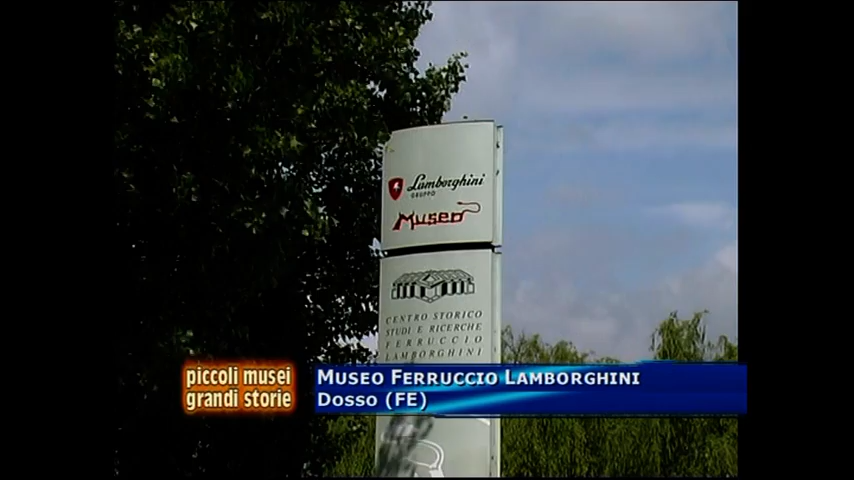 Lamborghini
GRUPPO
Museo
CENTRO STORICO
STUDI E RICERCHE
FERRUCCIO
LAMBORGHINI
piccoli musei
grandi storie
MUSEO FERRUCCIO LAMBORGHINI
DOSSO (FE)